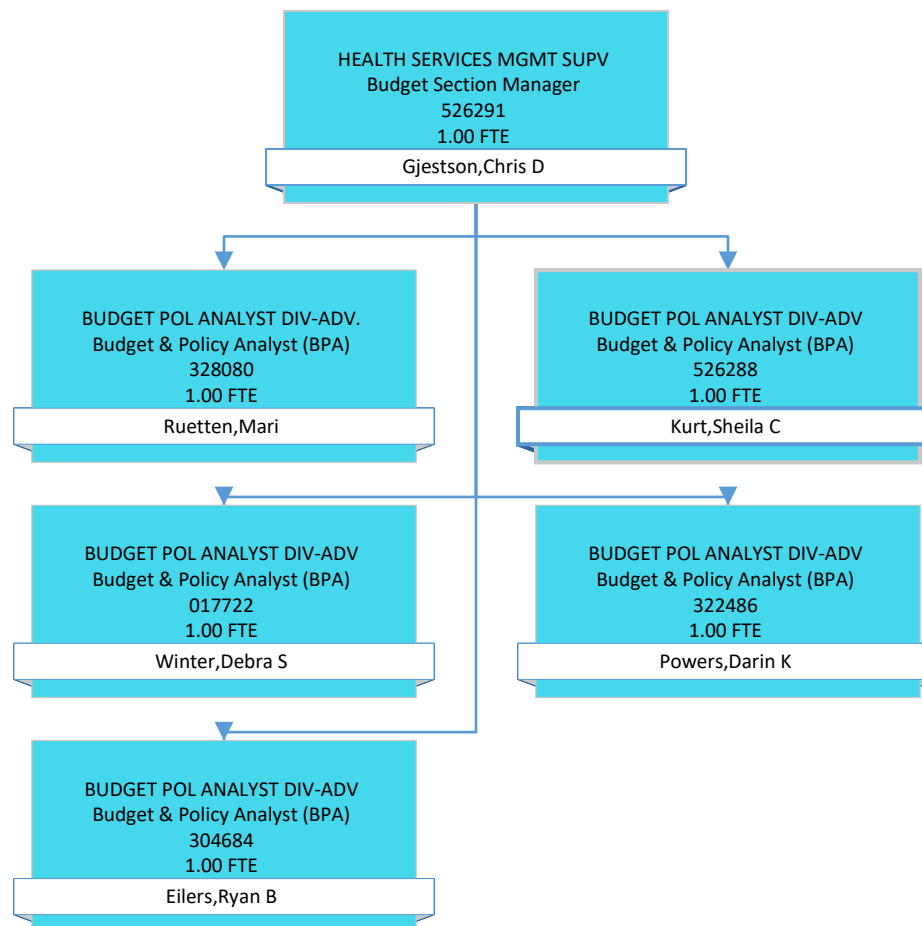 HEALTH SERVICES MGMT SUPV
Budget Section Manager
526291
1.00 FTE
Gjestson,Chris D
BUDGET POL ANALYST DIV-ADV.
Budget & Policy Analyst (BPA)
328080
1.00 FTE
Ruetten,Mari
BUDGET POL ANALYST DIV-ADV
Budget & Policy Analyst (BPA)
526288
1.00 FTE
Kurt,Sheila C
BUDGET POL ANALYST DIV-ADV
Budget & Policy Analyst (BPA)
017722
1.00 FTE
Winter,Debra S
BUDGET POL ANALYST DIV-ADV
Budget & Policy Analyst (BPA)
322486
1.00 FTE
Powers,Darin K
BUDGET POL ANALYST DIV-ADV
Budget & Policy Analyst (BPA)
304684
1.00 FTE
Eilers,Ryan B